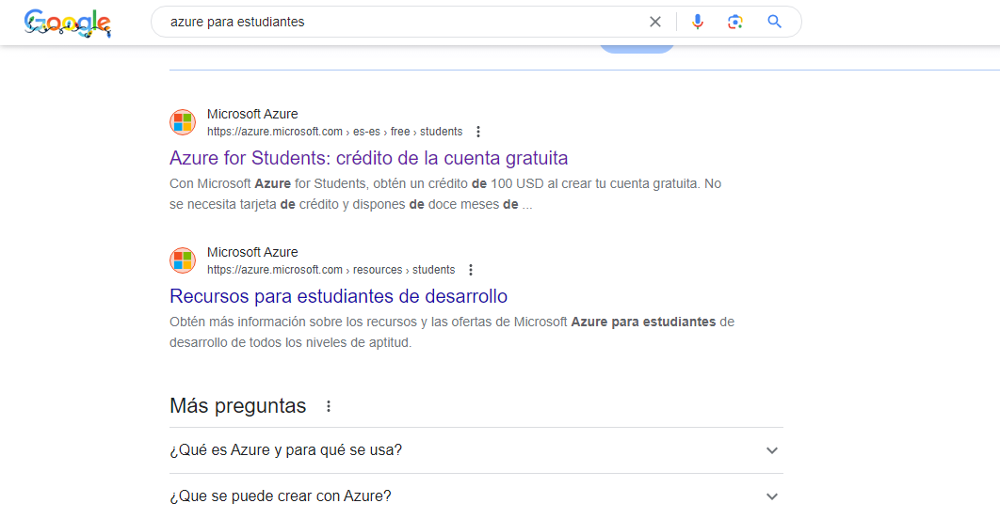 Google
azure para estudiantes
Microsoft Azure
https://azure.microsoft.com › es-es › free › students
Azure for Students: crédito de la cuenta gratuita
Con Microsoft Azure for Students, obtén un crédito de 100 USD al crear tu cuenta gratuita. No
se necesita tarjeta de crédito y dispones de doce meses de ...
Microsoft Azure
https://azure.microsoft.com › resources › students
Recursos para estudiantes de desarrollo
Obtén más información sobre los recursos y las ofertas de Microsoft Azure para estudiantes de
desarrollo de todos los niveles de aptitud.
Más preguntas
¿Qué es Azure y para qué se usa?
¿Que se puede crear con Azure?